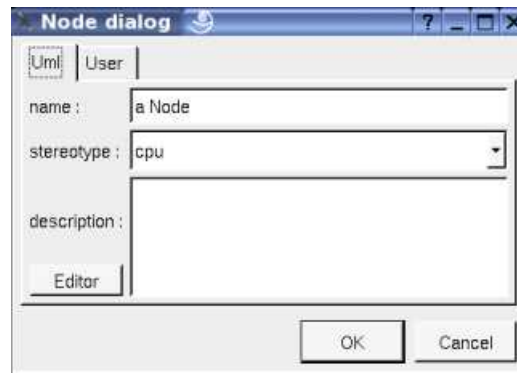 Node dialog ?
Uml User
name : a Node
stereotype : cpu
description :
Editor
OK Cancel